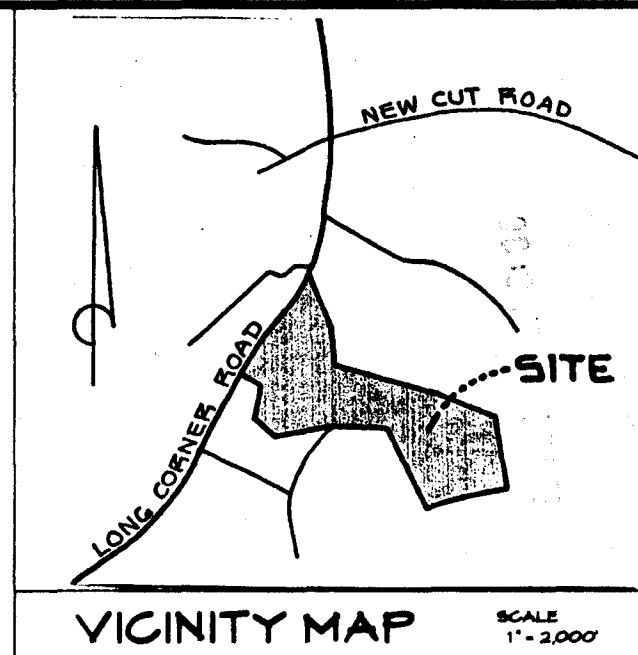 NEW CUT ROAD
SITE
LONG CORNER ROAD
VICINITY MAP
SCALE
1" = 2,000'